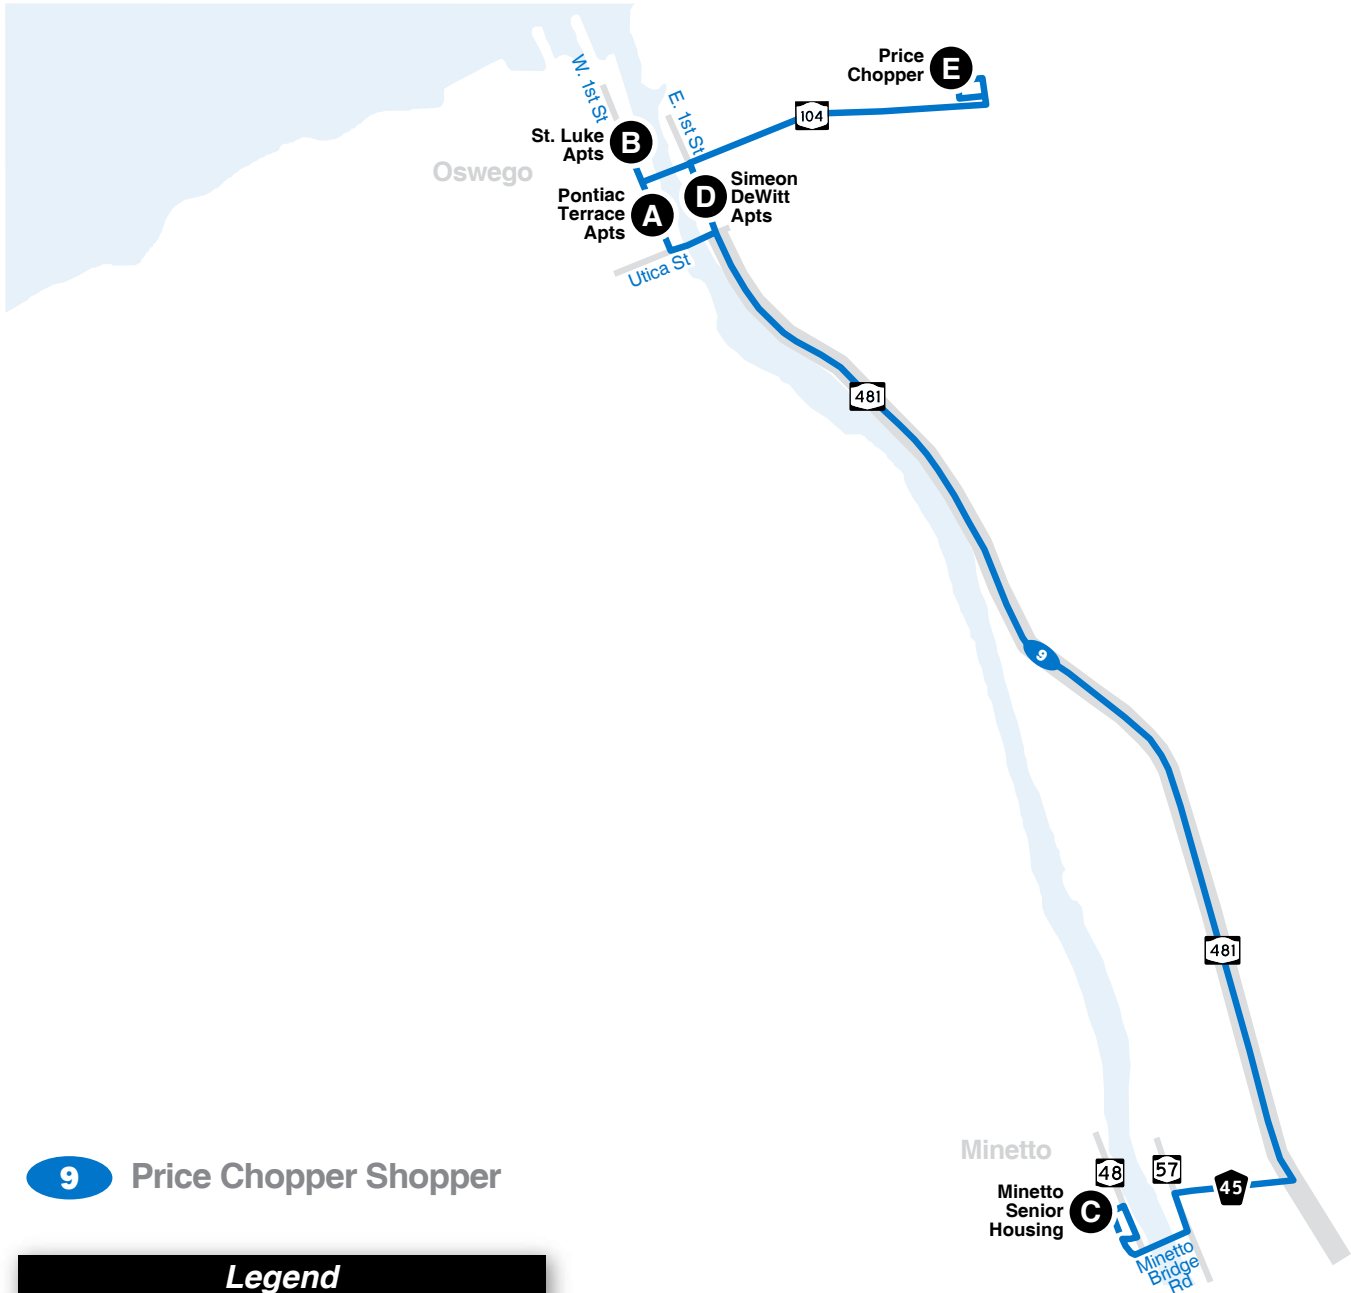 Price
Chopper
E
104
W. 1st St
E. 1st St
St. Luke
Apts
B
Oswego
Simeon
DeWitt
Apts
D
Pontiac
Terrace
Apts
A
Utica St
481
9
481
Minetto
48
57
45
Minetto
Senior
Housing
C
Minetto
Bridge
Rd
9 Price Chopper Shopper
Legend